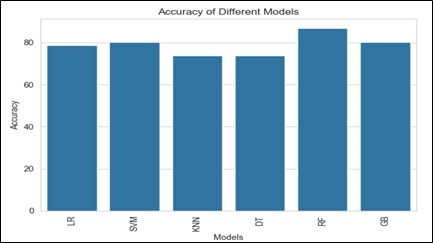 Accuracy of Different Models
Accuracy
80
60
40
20
0
LR
SVM
KNN
DT
RF
GB
Models